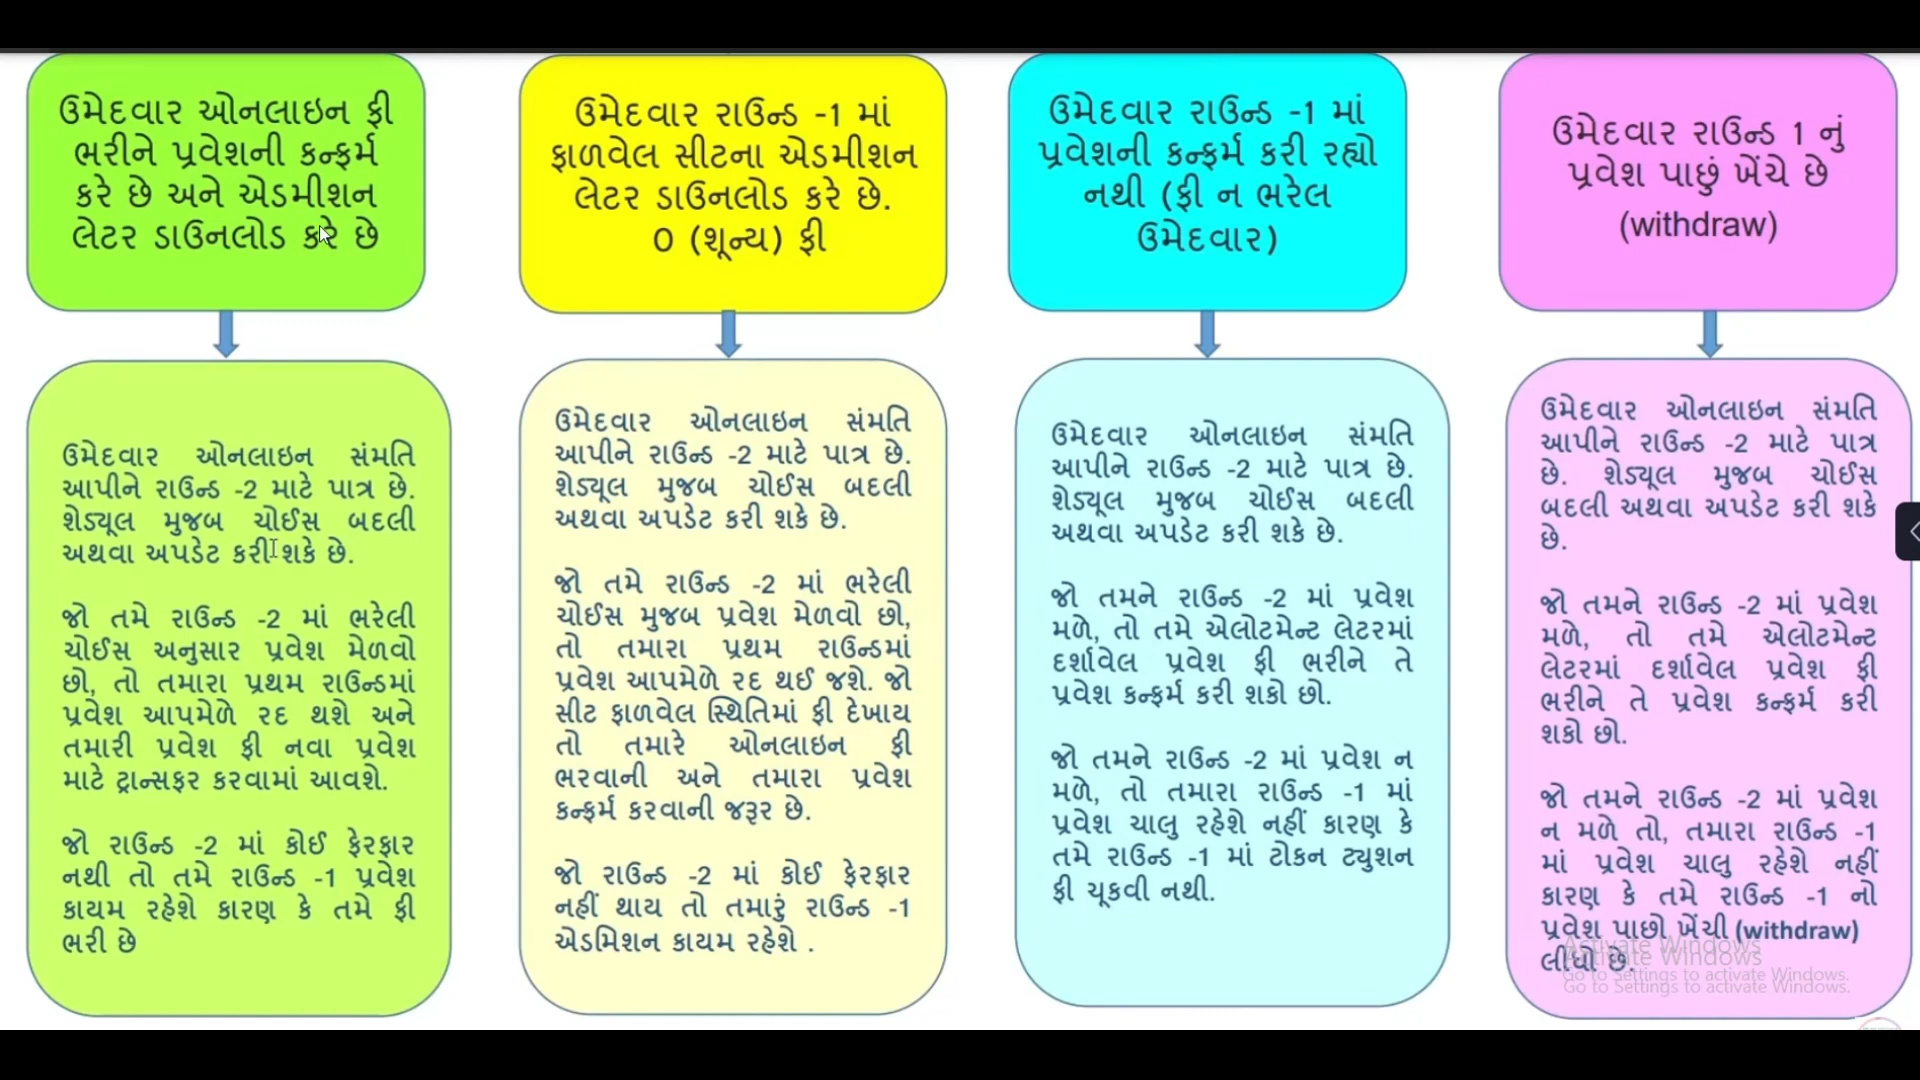 ઉમેદવાર ઓનલાઇન ફી
ભરીને પ્રવેશની કન્ફર્મ
કરે છે અને એડમીશન
લેટર ડાઉનલોડ કરે છે
ઉમેદવાર ઓનલાઇન સંમતિ
આપીને રાઉન્ડ -2 માટે પાત્ર છે.
શેડ્યૂલ મુજબ ચોઈસ બદલી
અથવા અપડેટ કરી શકે છે.
જો તમે રાઉન્ડ -2 માં ભરેલી
ચોઈસ અનુસાર પ્રવેશ મેળવો
છો, તો તમારા પ્રથમ રાઉન્ડમાં
પ્રવેશ આપમેળે રદ થશે અને
તમારી પ્રવેશ ફી નવા પ્રવેશ
માટે ટ્રાન્સફર કરવામાં આવશે.
જો રાઉન્ડ -2 માં કોઈ ફેરફાર
નથી તો તમે રાઉન્ડ -1 પ્રવેશ
કાયમ રહેશે કારણ કે તમે ફી
ભરી છે
ઉમેદવાર રાઉન્ડ -1 માં
ફાળવેલ સીટના એડમીશન
લેટર ડાઉનલોડ કરે છે.
0 (શૂન્ય) ફી
ઉમેદવાર ઓનલાઇન સંમતિ
આપીને રાઉન્ડ -2 માટે પાત્ર છે.
શેડ્યૂલ મુજબ ચોઈસ બદલી
અથવા અપડેટ કરી શકે છે.
જો તમે રાઉન્ડ -2 માં ભરેલી
ચોઈસ મુજબ પ્રવેશ મેળવો છો,
તો તમારા પ્રથમ રાઉન્ડમાં
પ્રવેશ આપમેળે રદ થઈ જશે. જો
સીટ ફાળવેલ સ્થિતિમાં ફી દેખાય
તો તમારે ઓનલાઇન ફી
ભરવાની અને તમારા પ્રવેશ
કન્ફર્મ કરવાની જરૂર છે.
જો રાઉન્ડ -2 માં કોઈ ફેરફાર
નહીં થાય તો તમારું રાઉન્ડ -1
એડમિશન કાયમ રહેશે .
ઉમેદવાર રાઉન્ડ -1 માં
પ્રવેશની કન્ફર્મ કરી રહ્યો
નથી (ફી ન ભરેલ
ઉમેદવાર)
ઉમેદવાર ઓનલાઇન સંમતિ
આપીને રાઉન્ડ -2 માટે પાત્ર છે.
શેડ્યૂલ મુજબ ચોઈસ બદલી
અથવા અપડેટ કરી શકે છે.
જો તમને રાઉન્ડ -2 માં પ્રવેશ
મળે, તો તમે એલોટમેન્ટ લેટરમાં
દર્શાવેલ પ્રવેશ ફી ભરીને તે
પ્રવેશ કન્ફર્મ કરી શકો છો.
જો તમને રાઉન્ડ -2 માં પ્રવેશ ન
મળે, તો તમારા રાઉન્ડ -1 માં
પ્રવેશ ચાલુ રહેશે નહીં કારણ કે
તમે રાઉન્ડ -1 માં ટોકન ટ્યુશન
ફી ચૂકવી નથી.
ઉમેદવાર રાઉન્ડ 1 નું
પ્રવેશ પાછું ખેંચે છે
(withdraw)
ઉમેદવાર ઓનલાઇન સંમતિ
આપીને રાઉન્ડ -2 માટે પાત્ર
છે. શેડ્યૂલ મુજબ ચોઈસ
બદલી અથવા અપડેટ કરી શકે
છે.
જો તમને રાઉન્ડ -2 માં પ્રવેશ
મળે, તો તમે એલોટમેન્ટ
લેટરમાં દર્શાવેલ પ્રવેશ ફી
ભરીને તે પ્રવેશ કન્ફર્મ કરી
શકો છો.
જો તમને રાઉન્ડ -2 માં પ્રવેશ
ન મળે તો, તમારા રાઉન્ડ -1
માં પ્રવેશ ચાલુ રહેશે નહીં
કારણ કે તમે રાઉન્ડ -1 નો
પ્રવેશ પાછો ખેંચી (withdraw)
લીધો છે.
Activate Windows
Activate Windows
Go to Settings to activate Windows.
Go to Settings to activate Windows.